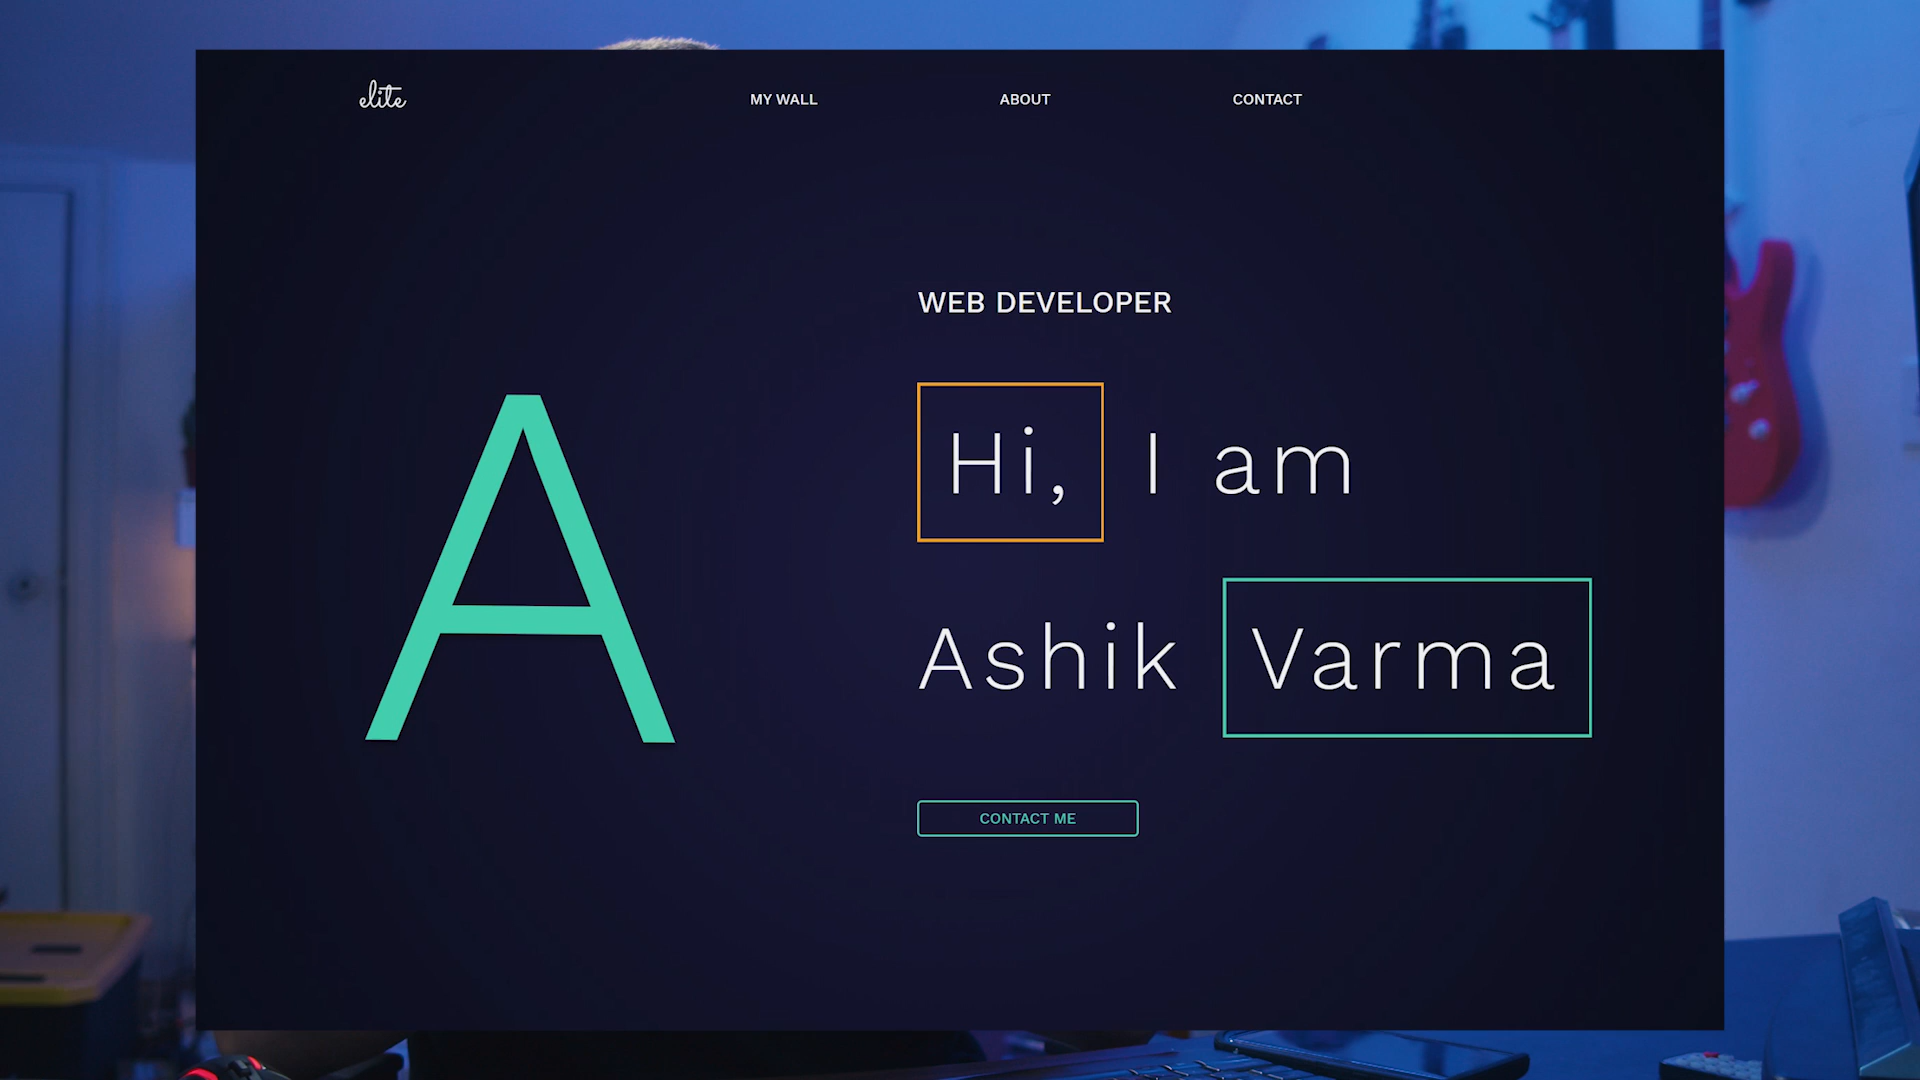 elite
MY WALL
ABOUT
CONTACT
WEB DEVELOPER
A
Hi, I am
Ashik Varma
CONTACT ME